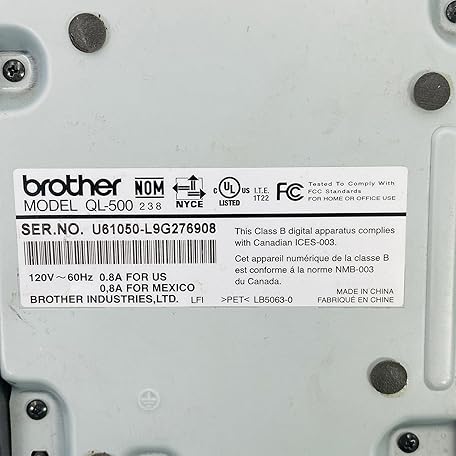 brother
NOM
238
NYCE
C UL US
LISTED
I.T.E.
1T22
FC
Tested To Comply With
FCC Standards
FOR HOME OR OFFICE USE
MODEL QL-500
SER.NO. U61050-L9G276908
120V～60Hz 0.8A FOR US
0,8A FOR MEXICO
BROTHER INDUSTRIES,LTD. LFI >PET< LB5063-0
This Class B digital apparatus complies
with Canadian ICES-003.
Cet appareil numérique de la classe B
est conforme á la norme NMB-003
du Canada.
MADE IN CHINA
FABRIQUÉ EN CHINE